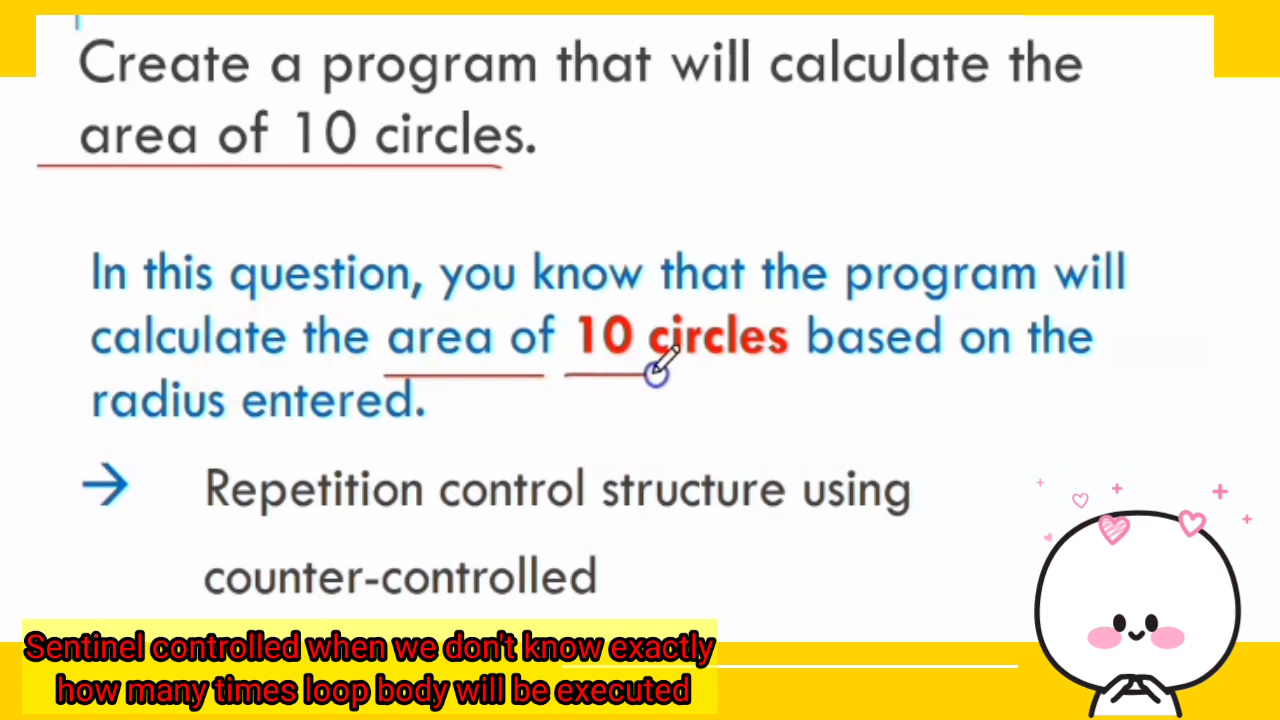 Create a program that will calculate the
area of 10 circles.
In this question, you know that the program will
calculate the area of 10 circles based on the
radius entered.
→ Repetition control structure using
counter-controlled
Sentinel controlled when we don't know exactly
how many times loop body will be executed